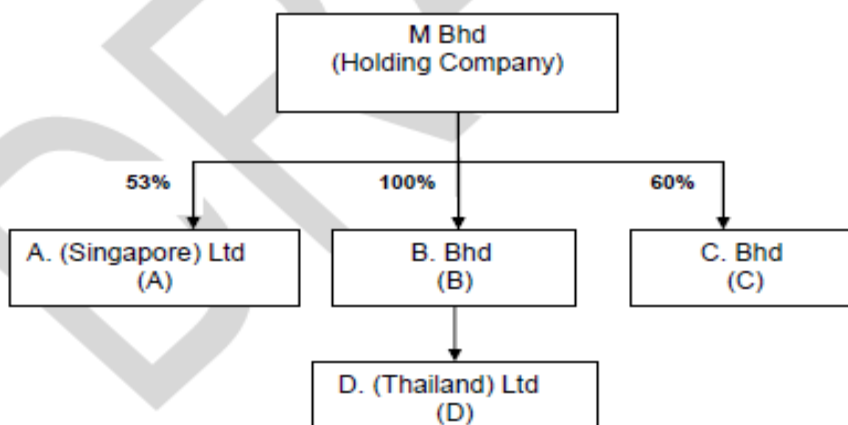 M Bhd
(Holding Company)
53%
100%
60%
A. (Singapore) Ltd
(A)
B. Bhd
(B)
C. Bhd
(C)
D. (Thailand) Ltd
(D)